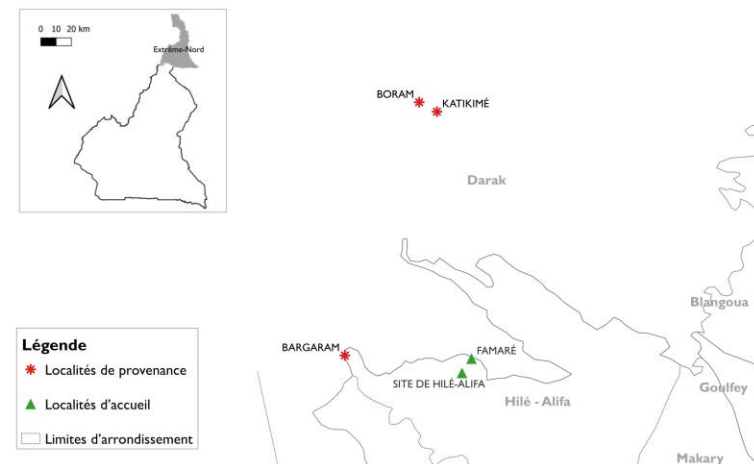 0 10 20 km
Extrême-Nord
BORAM
KATIKIMÉ
Darak
Blangoua
BARGARAM
FAMARÉ
SITE DE HILÉ-ALIFA
Hilé - Alifa
Goulfey
Makary
Légende
Localités de provenance
Localités d'accueil
Limites d'arrondissement